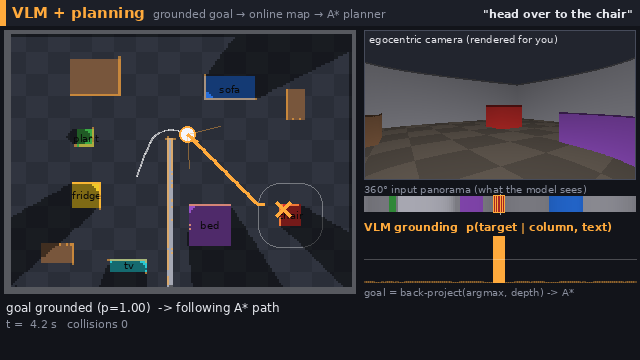 VLM + planning grounded goal → online map → A* planner "head over to the chair"
egocentric camera (rendered for you)
sofa
plant
fridge
bed
tv
360° input panorama (what the model sees)
VLM grounding p(target | column, text)
goal = back-project(argmax, depth) -> A*
goal grounded (p=1.00) -> following A* path
t = 4.2 s collisions 0